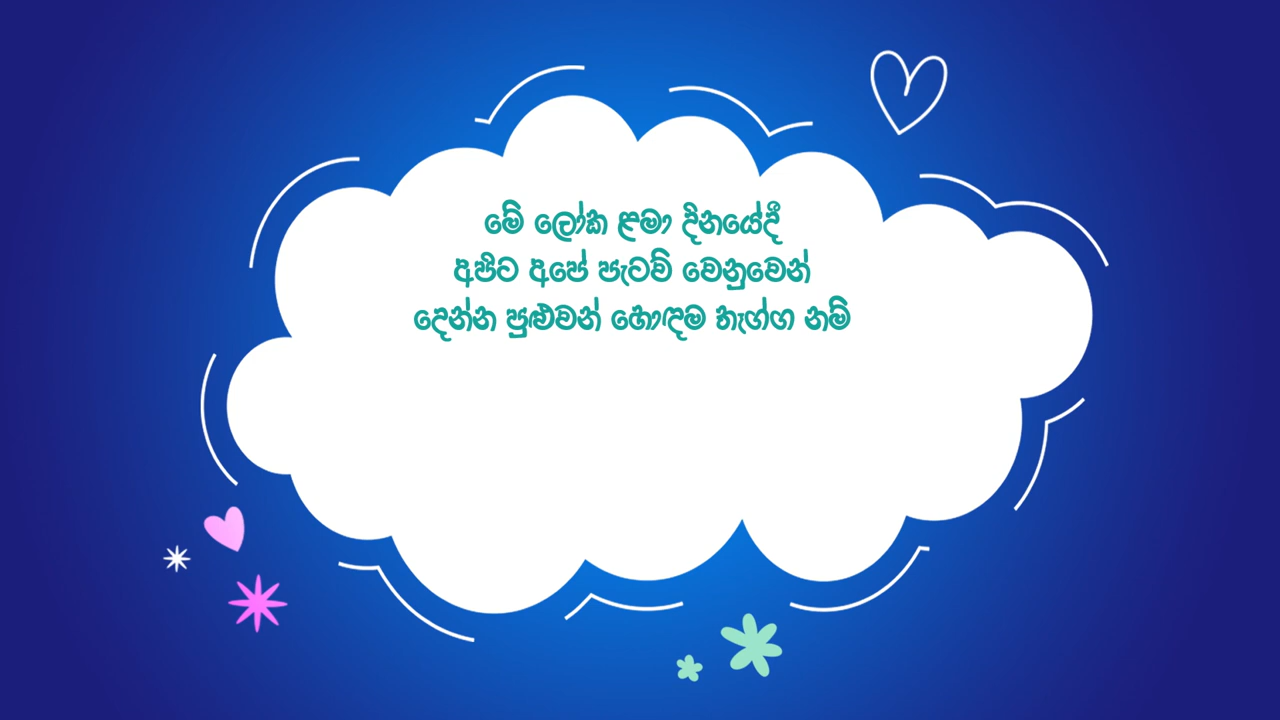 මේ ලෝක ළමා දිනයේදී
අපිට අපේ පැටව් වෙනුවෙන්
දෙන්න පුළුවන් හොඳම තෑග්ග නම්